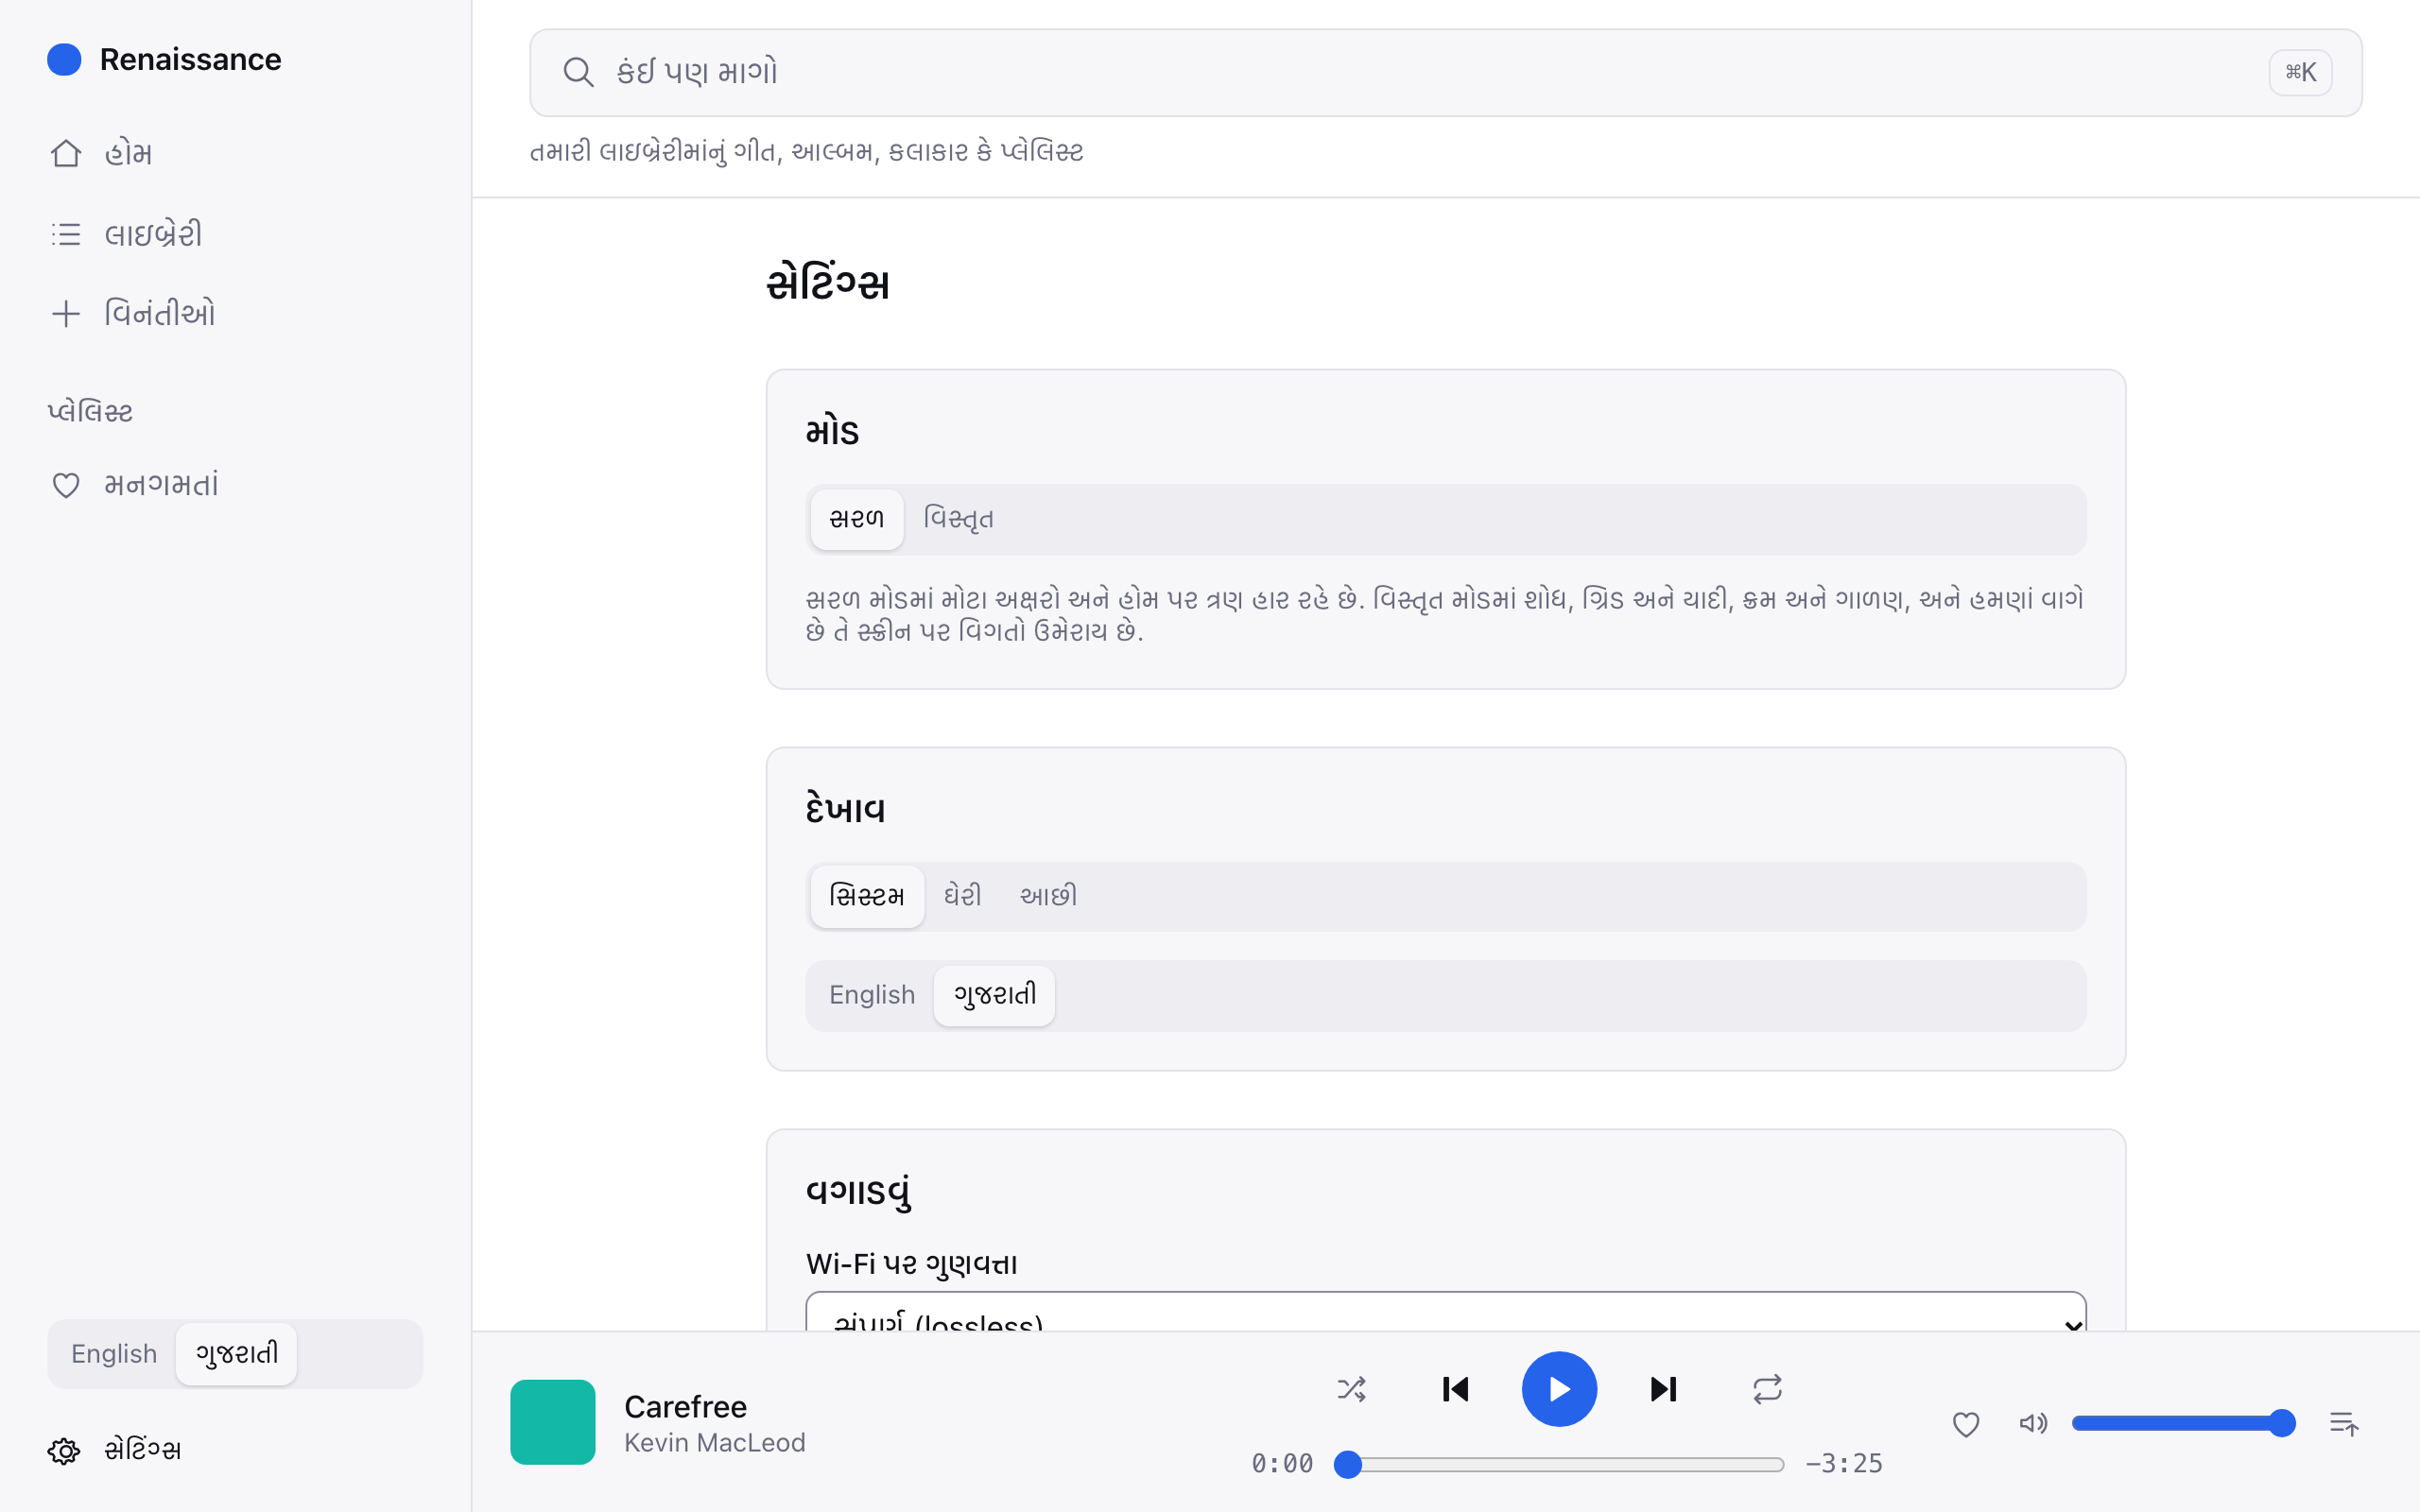 Renaissance
હોમ
લાઇબ્રેરી
વિનંતીઓ
પ્લેલિસ્ટ
મનગમતાં
English
ગુજરાતી
સેટિંગ્સ
કંઈ પણ માગો
⌘K
તમારી લાઇબ્રેરીમાંનું ગીત, આલ્બમ, કલાકાર કે પ્લેલિસ્ટ
સેટિંગ્સ
મોડ
સરળ
વિસ્તૃત
સરળ મોડમાં મોટા અક્ષરો અને હોમ પર ત્રણ હાર રહે છે. વિસ્તૃત મોડમાં શોધ, ગ્રિડ અને યાદી, ક્રમ અને ગાળણ, અને હમણાં વાગે
છે તે સ્ક્રીન પર વિગતો ઉમેરાય છે.
દેખાવ
સિસ્ટમ
ઘેરી
આછી
English
ગુજરાતી
વગાડવું
Wi-Fi પર ગુણવત્તા
સંપૂર્ણ (lossless)
Carefree
Kevin MacLeod
0:00
−3:25